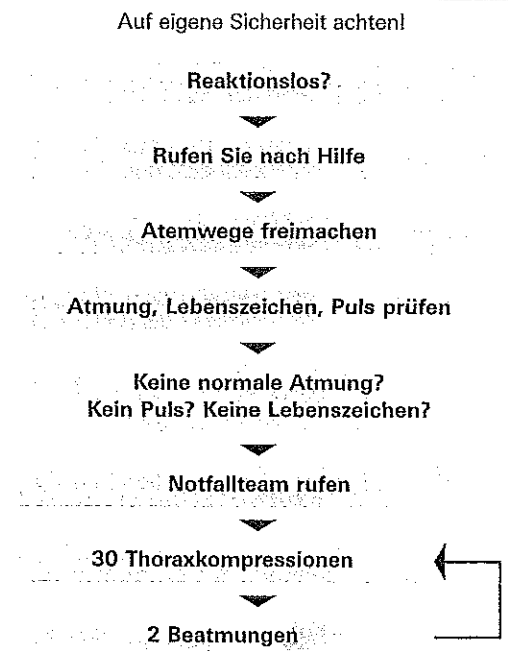 Auf eigene Sicherheit achten!
Reaktionslos?
Rufen Sie nach Hilfe
Atemwege freimachen
Atmung, Lebenszeichen, Puls prüfen
Keine normale Atmung?
Kein Puls? Keine Lebenszeichen?
Notfallteam rufen
30 Thoraxkompressionen
2 Beatmungen